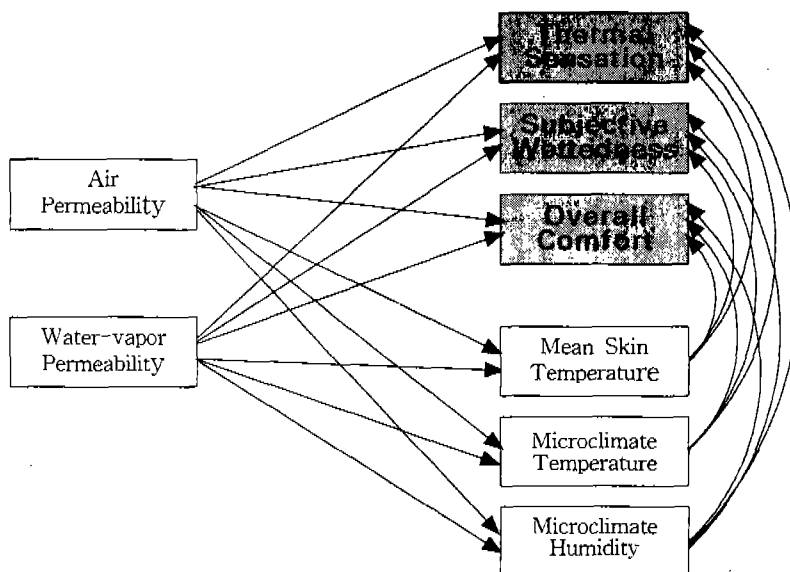 Thermal
Sensation
Subjective
Wettedness
Overall
Comfort
Air
Permeability
Water-vapor
Permeability
Mean Skin
Temperature
Microclimate
Temperature
Microclimate
Humidity